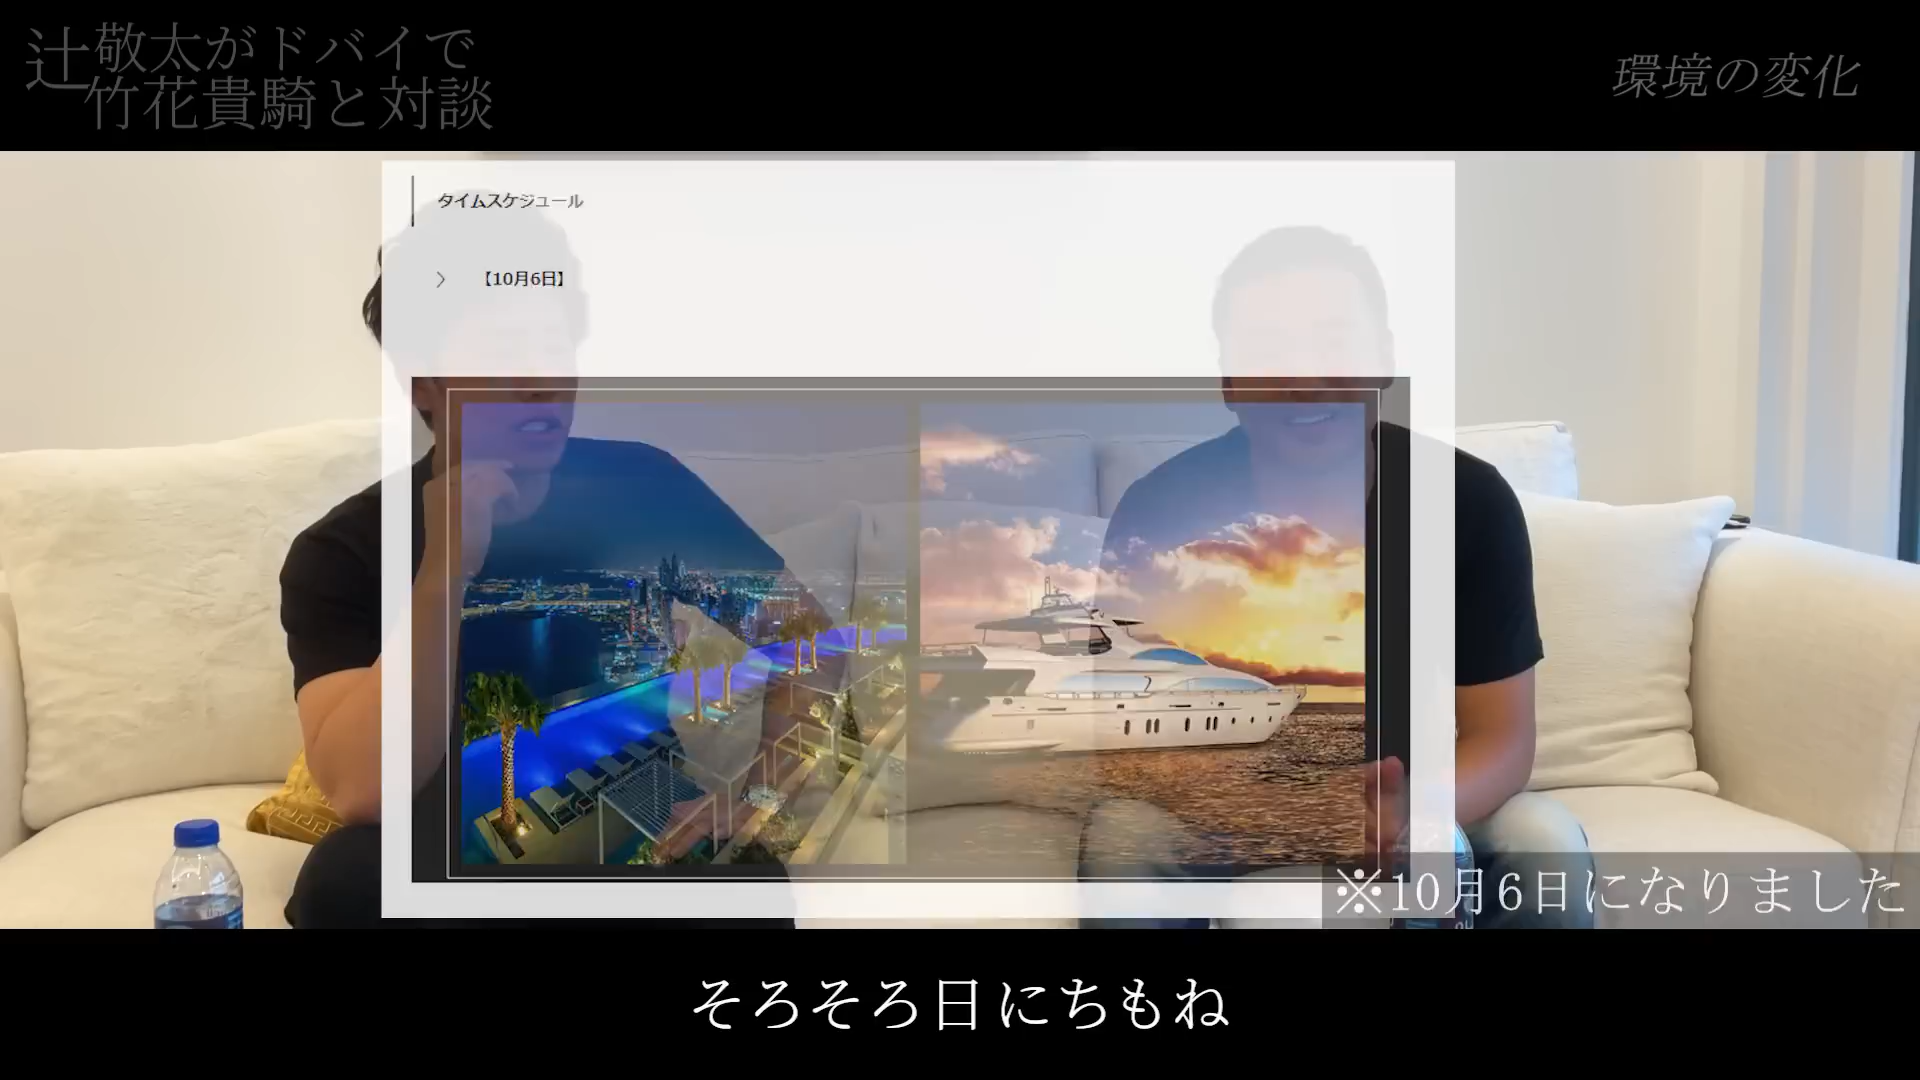 辻敬太がドバイで
竹花貴騎と対談
環境の変化
タイムスケジュール
【10月6日】
※10月6日になりました
そろそろ日にちもね